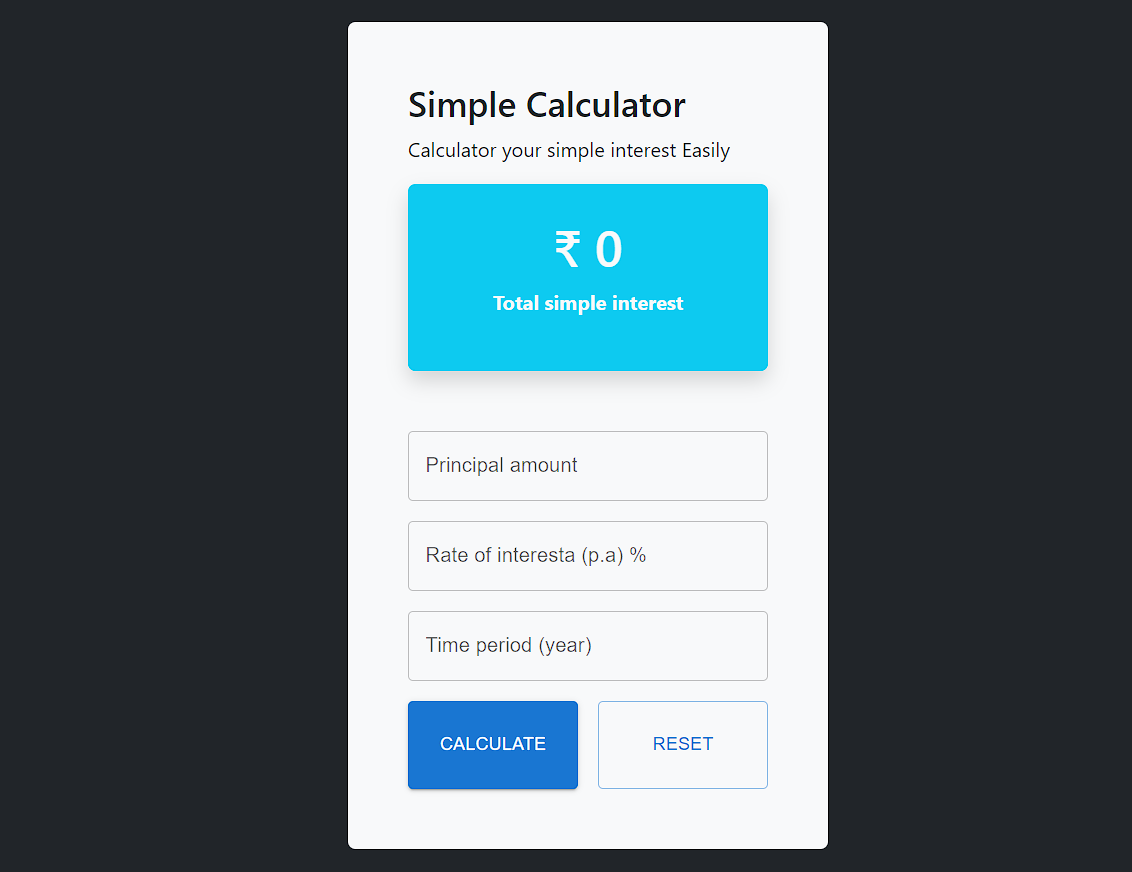 Simple Calculator
Calculator your simple interest Easily
₹ 0
Total simple interest
Principal amount
Rate of interesta (p.a) %
Time period (year)
CALCULATE
RESET